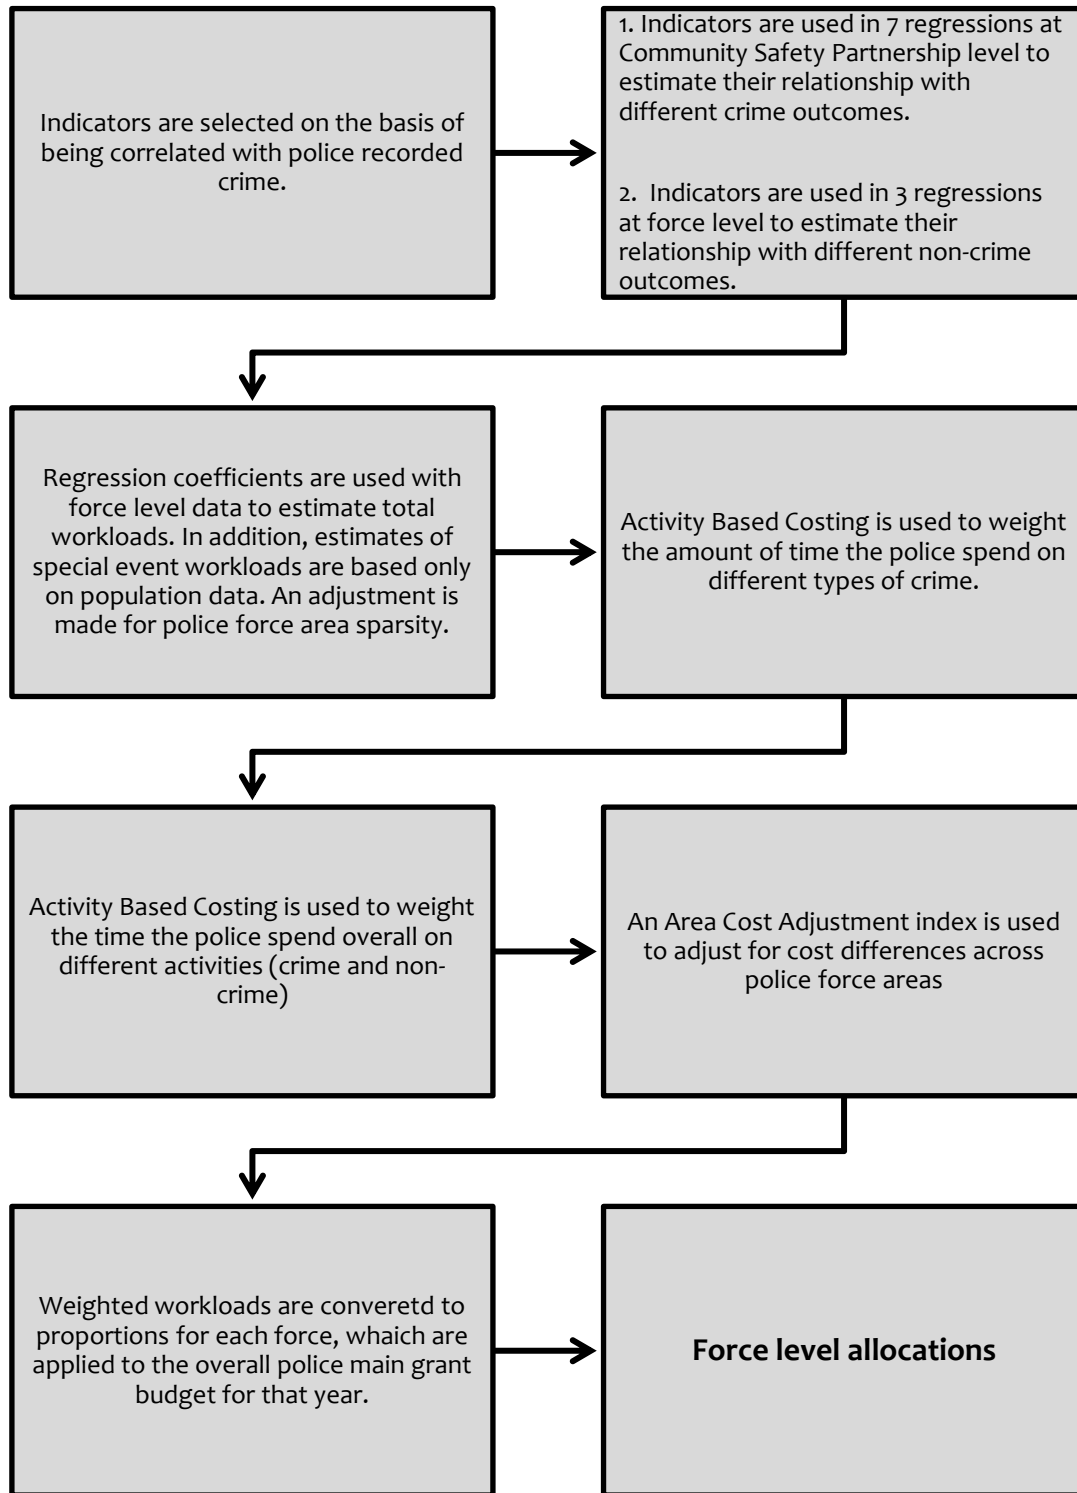 Indicators are selected on the basis of
being correlated with police recorded
crime.
1. Indicators are used in 7 regressions at
Community Safety Partnership level to
estimate their relationship with
different crime outcomes.
2.  Indicators are used in 3 regressions
at force level to estimate their
relationship with different non-crime
outcomes.
Regression coefficients are used with
force level data to estimate total
workloads. In addition, estimates of
special event workloads are based only
on population data. An adjustment is
made for police force area sparsity.
Activity Based Costing is used to weight
the amount of time the police spend on
different types of crime.
Activity Based Costing is used to weight
the time the police spend overall on
different activities (crime and non-
crime)
An Area Cost Adjustment index is used
to adjust for cost differences across
police force areas
Weighted workloads are converetd to
proportions for each force, whaich are
applied to the overall police main grant
budget for that year.
Force level allocations